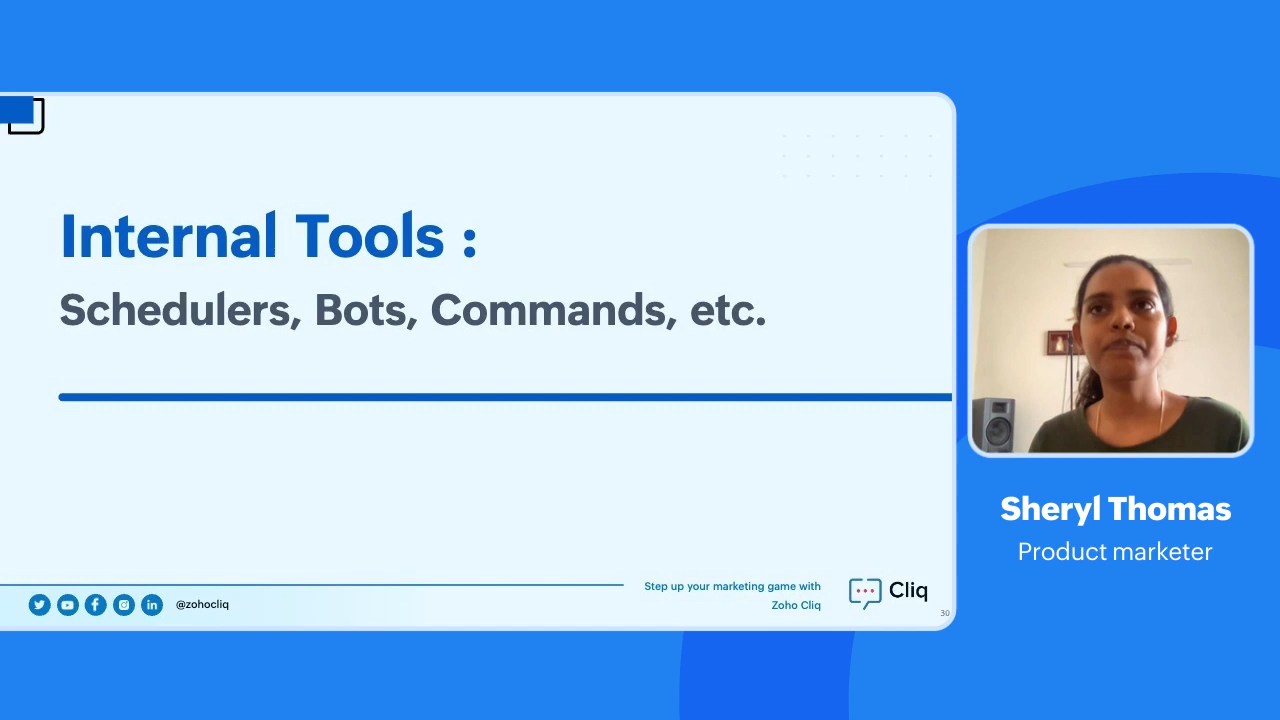 Internal Tools :
Schedulers, Bots, Commands, etc.
Sheryl Thomas
Product marketer
Step up your marketing game with
Zoho Cliq
Cliq
@zohocliq
30